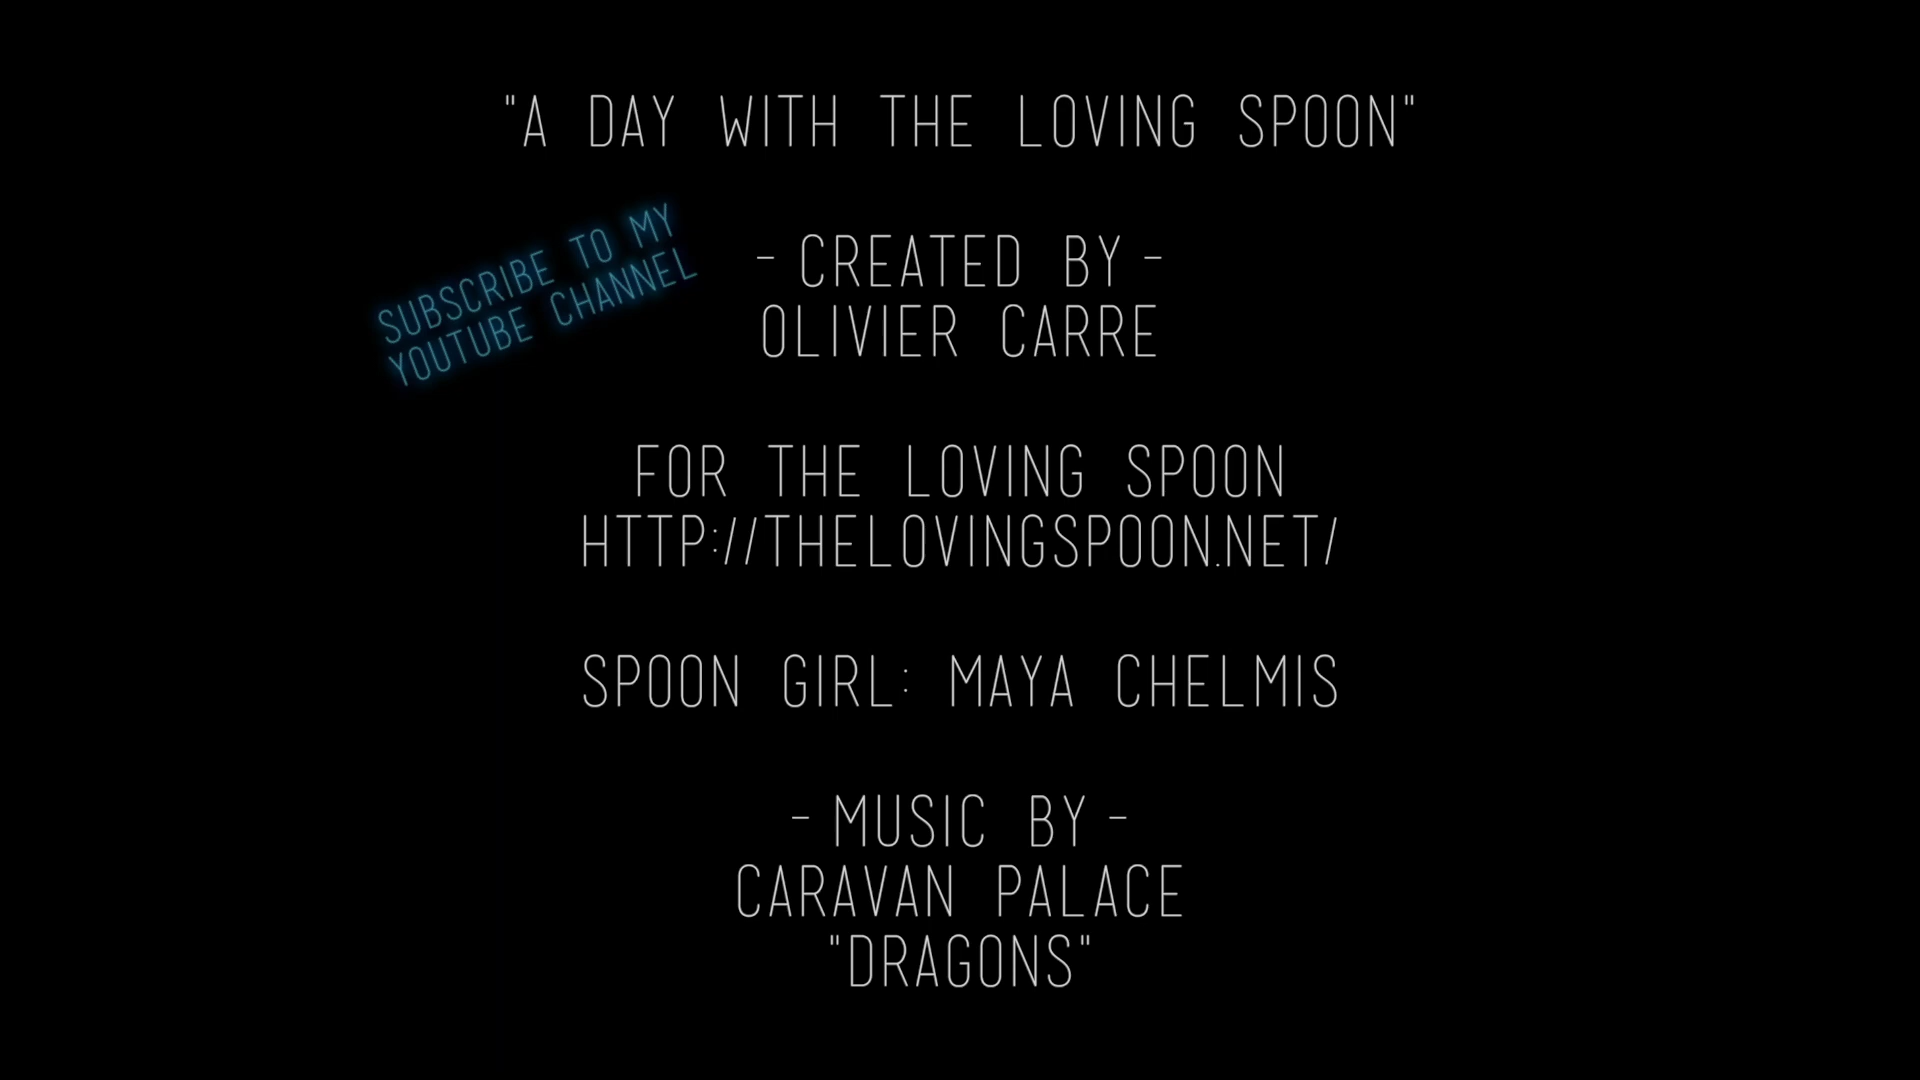 "A DAY WITH THE LOVING SPOON"
SUBSCRIBE TO MY
YOUTUBE CHANNEL
- CREATED BY -
OLIVIER CARRE
FOR THE LOVING SPOON
HTTP://THELOVINGSPOON.NET/
SPOON GIRL: MAYA CHELMIS
- MUSIC BY -
CARAVAN PALACE
"DRAGONS"